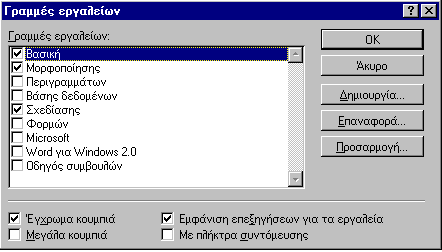 Γραμμές εργαλείων
Γραμμές εργαλείων:
Βασική
Μορφοποίησης
Περιγραμμάτων
Βάσης δεδομένων
Σχεδίασης
Φορμών
Microsoft
Word για Windows 2.0
Οδηγός συμβουλών
OK
Άκυρο
Δημιουργία...
Επαναφορά...
Προσαρμογή...
Έγχρωμα κουμπιά
Εμφάνιση επεξηγήσεων για τα εργαλεία
Μεγάλα κουμπιά
Με πλήκτρα συντόμευσης